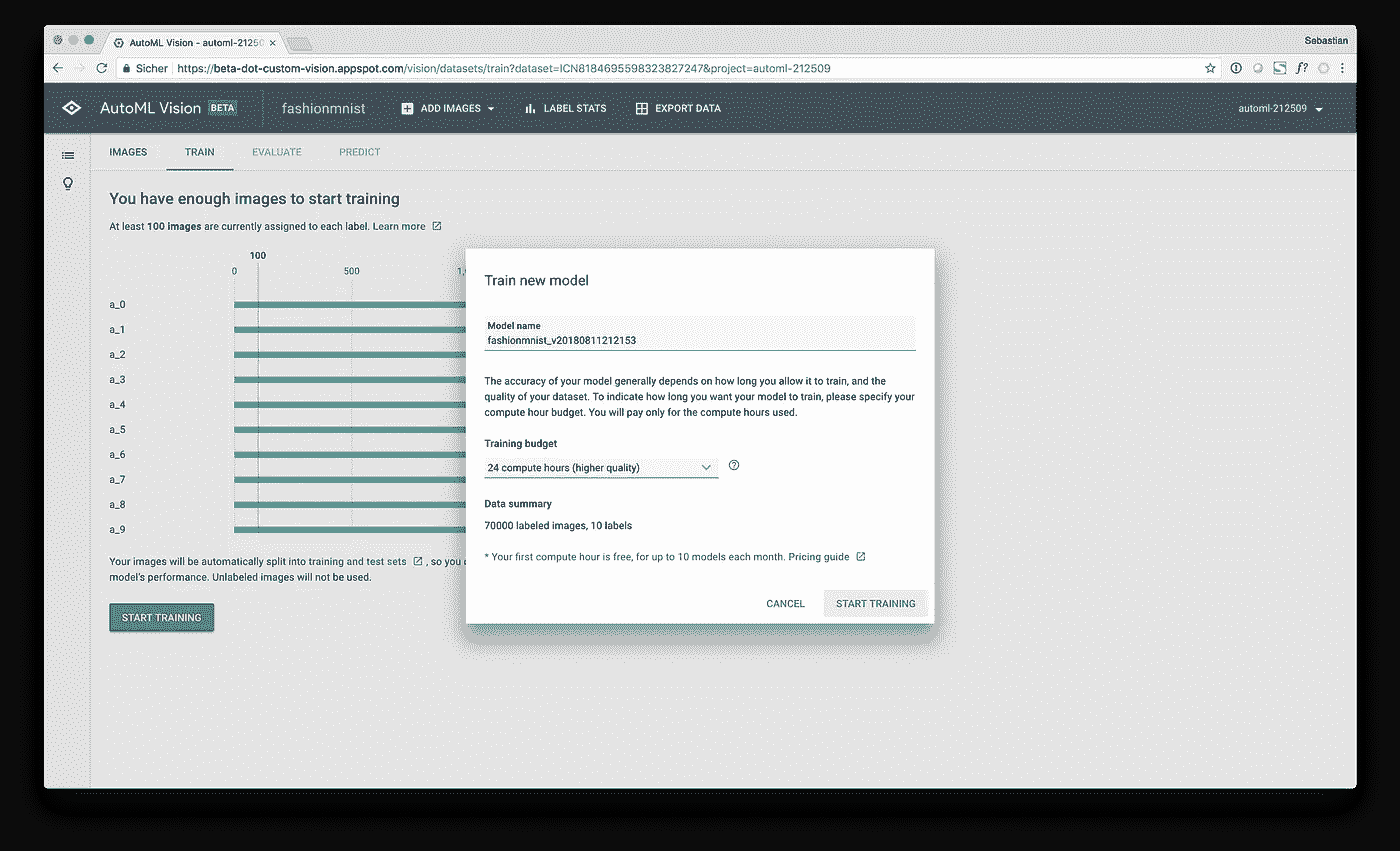 AutoML Vision - automl-2125
Sebastian
Sicher https://beta-dot-custom-vision.appspot.com/vision/datasets/train?dataset=ICN8184695598323827247&project=automl-212509
AutoML Vision BETA fashionmnist ADD IMAGES LABEL STATS EXPORT DATA automl-212509
IMAGES TRAIN EVALUATE PREDICT
You have enough images to start training
At least 100 images are currently assigned to each label. Learn more
100
0 500 1,
a_0
a_1
a_2
a_3
a_4
a_5
a_6
a_7
a_8
a_9
Your images will be automatically split into training and test sets , so you
model's performance. Unlabeled images will not be used.
START TRAINING
Train new model
Model name
fashionmnist_v20180811212153
The accuracy of your model generally depends on how long you allow it to train, and the
quality of your dataset. To indicate how long you want your model to train, please specify your
compute hour budget. You will pay only for the compute hours used.
Training budget
24 compute hours (higher quality)
Data summary
70000 labeled images, 10 labels
* Your first compute hour is free, for up to 10 models each month. Pricing guide
CANCEL START TRAINING